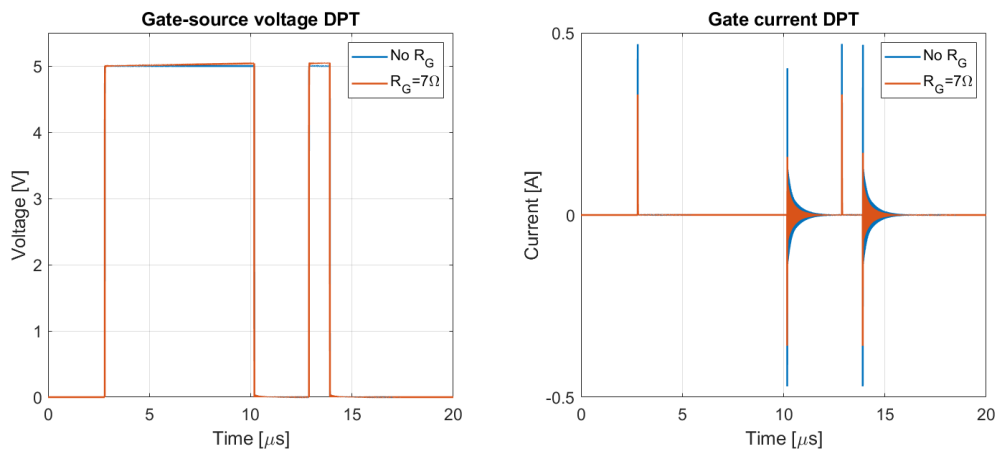 Gate-source voltage DPT
No R_G
R_G=7Ω
Voltage [V]
5
4
3
2
1
0
0 5 10 15 20
Time [μs]
Gate current DPT
No R_G
R_G=7Ω
Current [A]
0.5
0
-0.5
0 5 10 15 20
Time [μs]